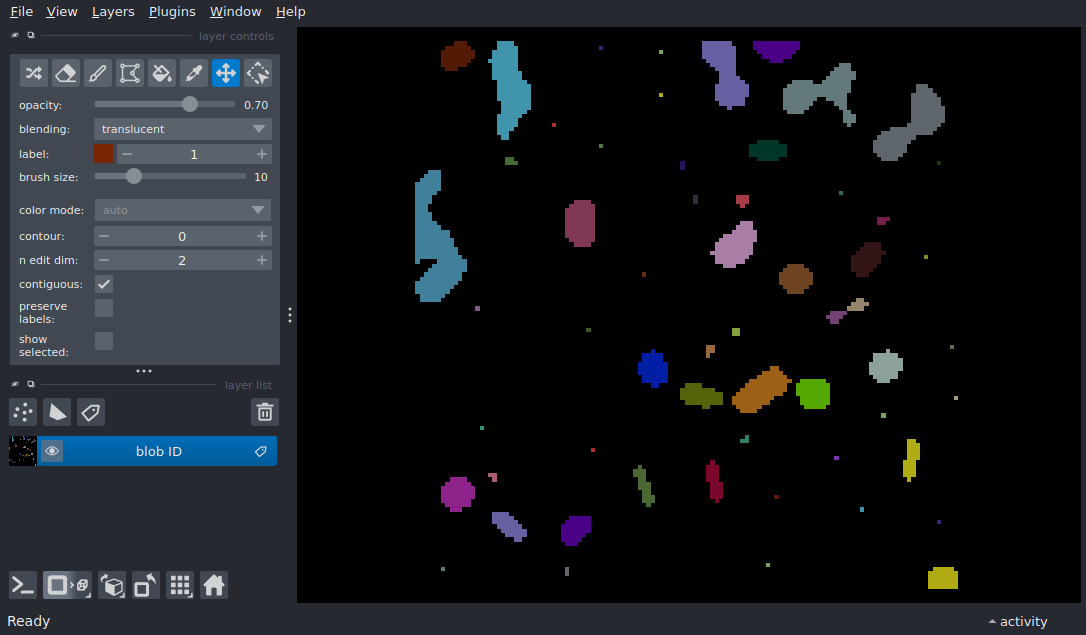 File View Layers Plugins Window Help
layer controls
opacity: 0.70
blending: translucent
label: 1
brush size: 10
color mode: auto
contour: 0
n edit dim: 2
contiguous:
preserve
labels:
show
selected:
layer list
blob ID
Ready activity